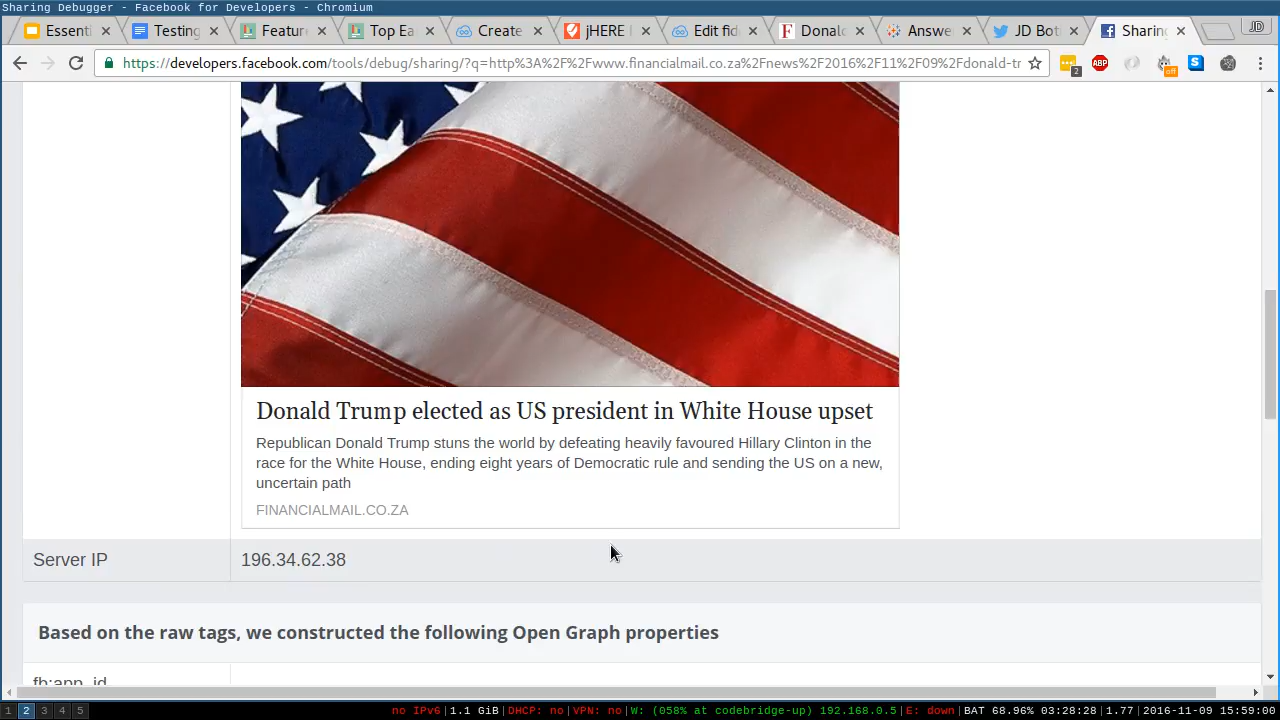 Sharing Debugger - Facebook for Developers - Chromium
Essenti
Testing
Featur
Top Ea
Create
jHERE
Edit fid
Donal
Answe
JD Bot
Sharing
JD
https://developers.facebook.com/tools/debug/sharing/?q=http%3A%2F%2Fwww.financialmail.co.za%2Fnews%2F2016%2F11%2F09%2Fdonald-tr
2
ABP
off
Donald Trump elected as US president in White House upset
Republican Donald Trump stuns the world by defeating heavily favoured Hillary Clinton in the
race for the White House, ending eight years of Democratic rule and sending the US on a new,
uncertain path
FINANCIALMAIL.CO.ZA
Server IP
196.34.62.38
Based on the raw tags, we constructed the following Open Graph properties
fb:app_id
1 2 3 4 5
no IPv6|1.1 GiB|DHCP: no|VPN: no|W: (058% at codebridge-up) 192.168.0.5|E: down|BAT 68.96% 03:28:28|1.77|2016-11-09 15:59:00